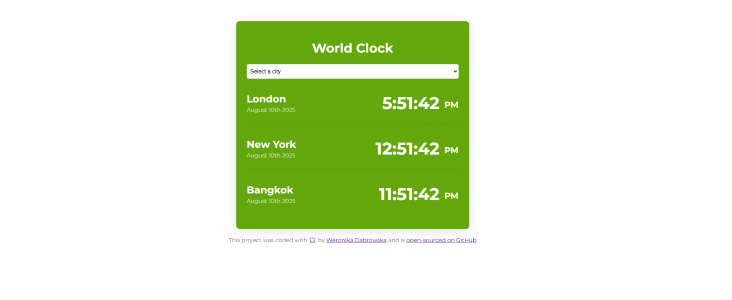 World Clock
Select a city
London
August 10th 2025
5:51:42 PM
New York
August 10th 2025
12:51:42 PM
Bangkok
August 10th 2025
11:51:42 PM
This project was coded with by Weronika Dabrowska and is open-sourced on GitHub